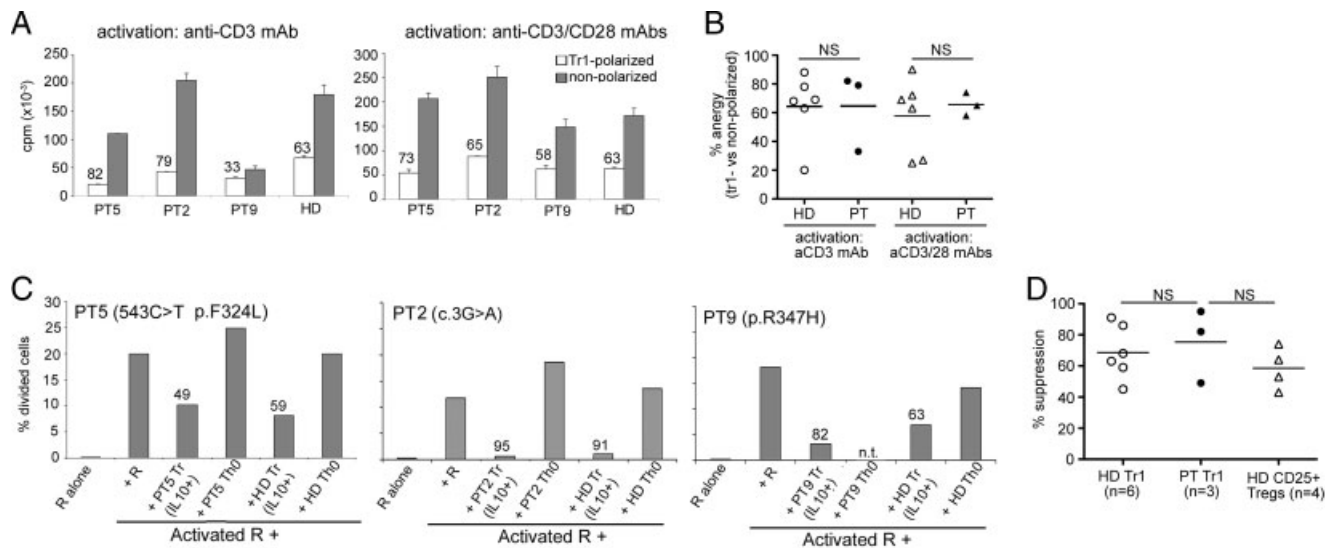 A
activation: anti-CD3 mAb
activation: anti-CD3/CD28 mAbs
Tr1-polarized
non-polarized
cpm (x10⁻³)
250
200
150
100
50
0
82
79
33
63
PT5 PT2 PT9 HD
300
250
200
150
100
50
0
73
65
58
63
PT5 PT2 PT9 HD
B
NS NS
% anergy
(tr1- vs non-polarized)
100
80
60
40
20
0
HD PT HD PT
activation: activation:
aCD3 mAb aCD3/28 mAbs
C
PT5 (543C>T p.F324L)
% divided cells
30
25
20
15
10
5
0
49
59
R alone
+ R
+ PT5 Tr
(IL10+)
+ PT5 Th0
+ HD Tr
(IL10+)
+ HD Th0
Activated R +
PT2 (c.3G>A)
95
91
R alone
+ R
+ PT2 Tr
(IL10+)
+ PT2 Th0
+ HD Tr
(IL10+)
+ HD Th0
Activated R +
PT9 (p.R347H)
82
n.t.
63
R alone
+ R
+ PT9 Tr
(IL10+)
+ PT9 Th0
+ HD Tr
(IL10+)
+ HD Th0
Activated R +
D
NS NS
% suppression
100
80
60
40
20
0
HD Tr1 PT Tr1 HD CD25+
(n=6) (n=3) Tregs (n=4)